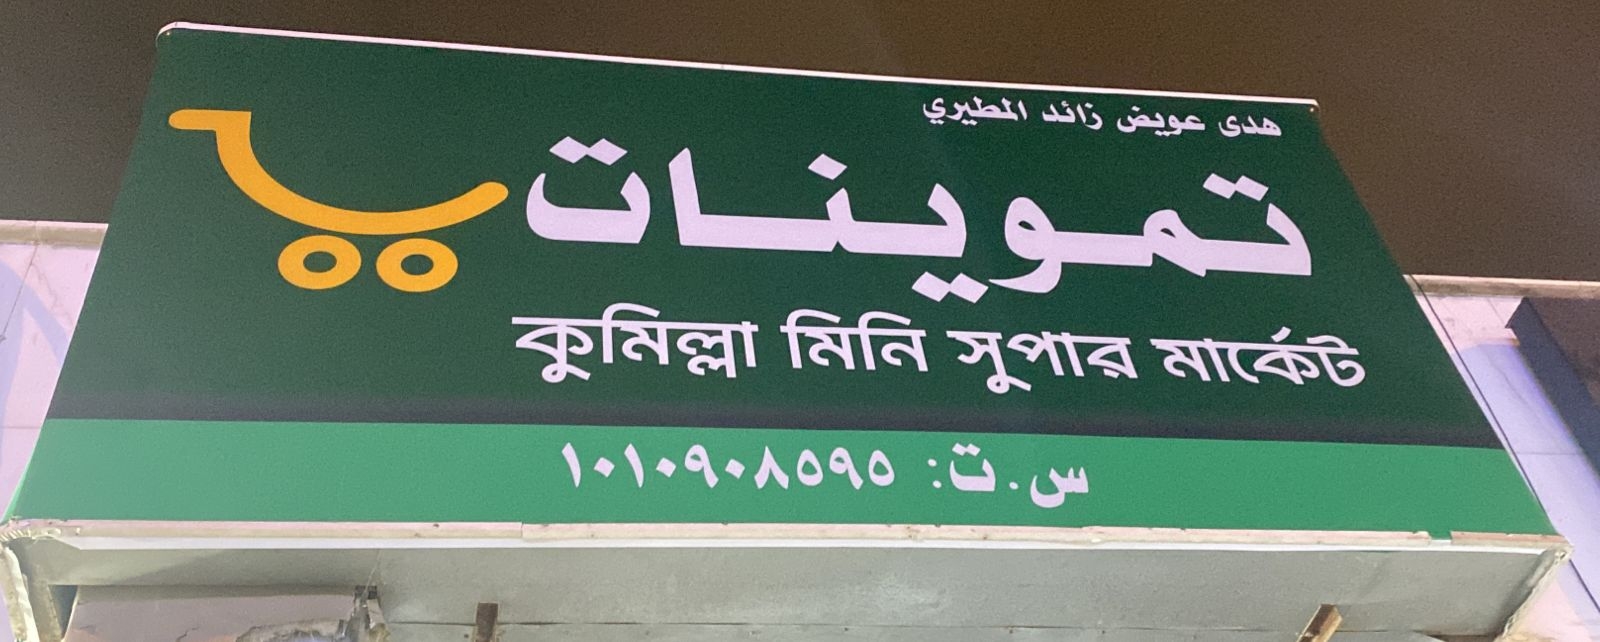 هدى عويض زائد المطيري
تموينات
কুমিল্লা মিনি সুপার মার্কেট
س.ت: ١٠١٠٩٠٨٥٩٥